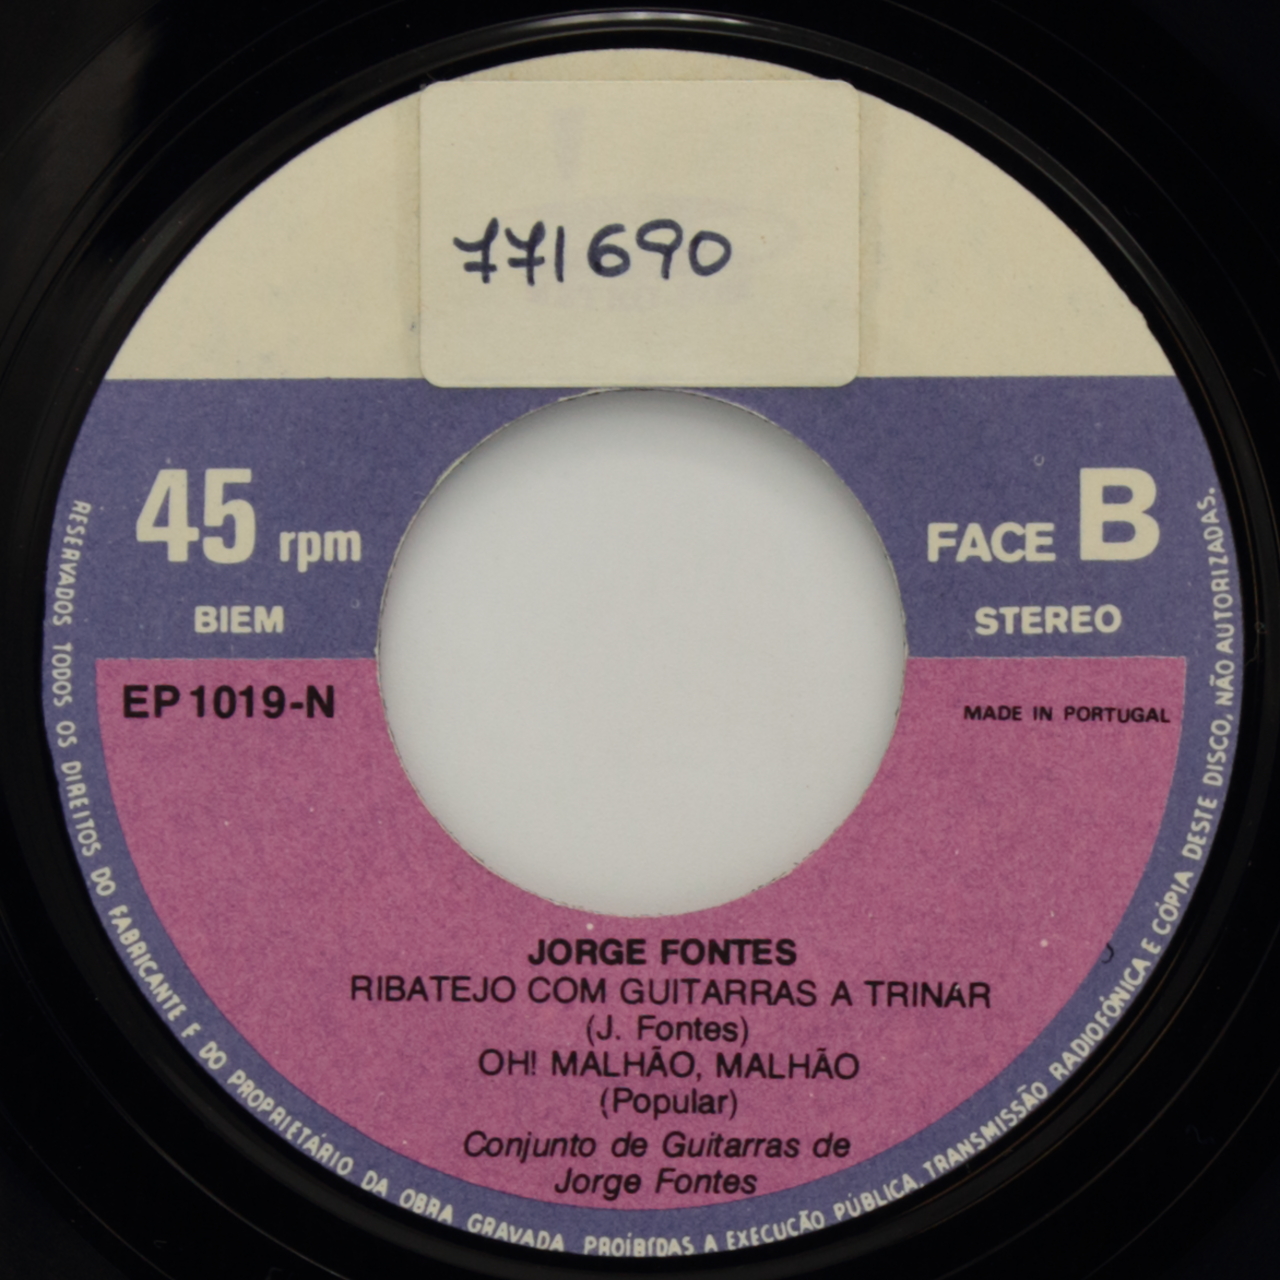 771690
45 rpm
BIEM
FACE B
STEREO
EP 1019-N
MADE IN PORTUGAL
JORGE FONTES
RIBATEJO COM GUITARRAS A TRINAR
(J. Fontes)
OH! MALHÃO, MALHÃO
(Popular)
Conjunto de Guitarras de
Jorge Fontes
RESERVADOS TODOS OS DIREITOS DO FABRICANTE E DO PROPRIETÁRIO DA OBRA GRAVADA PROÍBIDAS A EXECUÇÃO PÚBLICA, TRANSMISSÃO RADIOFÓNICA E CÓPIA DESTE DISCO, NÃO AUTORIZADAS.